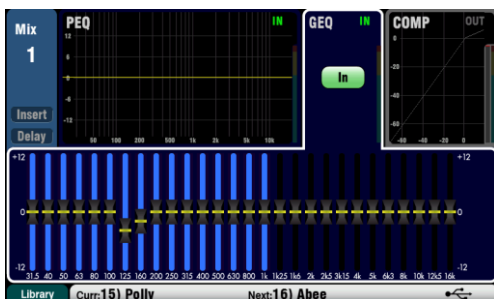 Mix
1
Insert
Delay
PEQ IN
12
6
0
-6
-12
50 100 200 500 1k 2k 5k 10k
GEQ IN
In
COMP OUT
0
-20
-40
-60
-60 -40 -20 0
+12 +12
0 0
-12 -12
31.5 40 50 63 80 100 125 160 200 250 315 400 500 630 800 1k 1k25 1k6 2k 2k5 3k15 4k 5k 6k3 8k 10k 12k5 16k
Library Curr:15) Polly Next:16) Abee